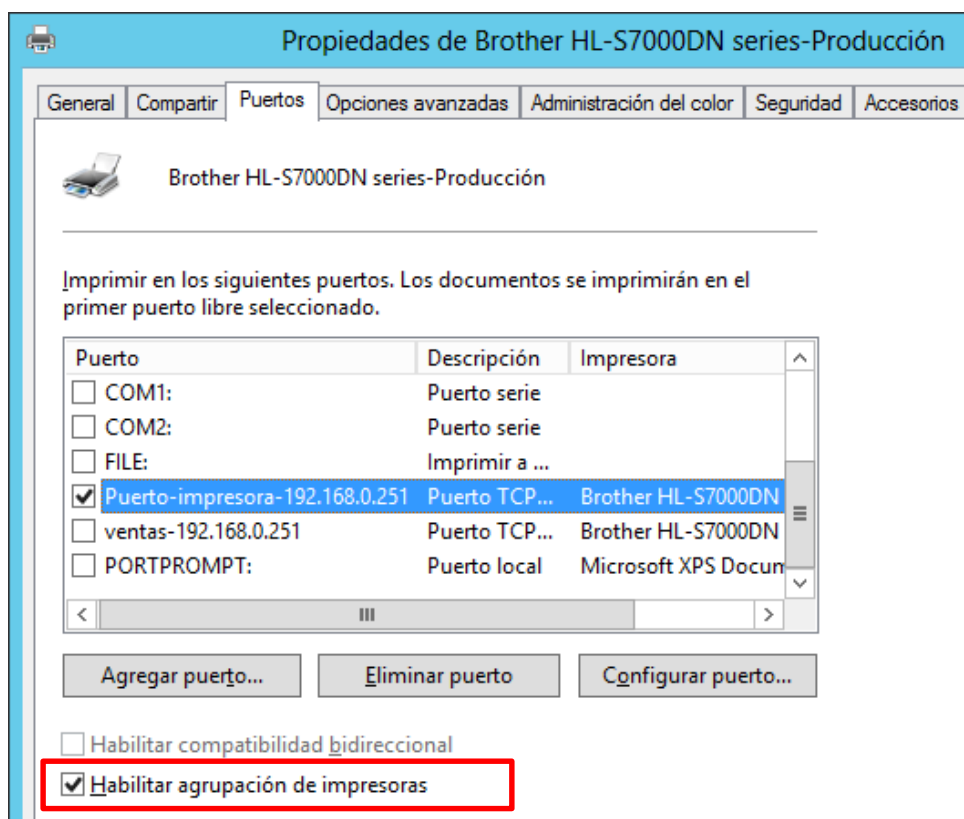 Propiedades de Brother HL-S7000DN series-Producción
General Compartir Puertos Opciones avanzadas Administración del color Seguridad Accesorios
Brother HL-S7000DN series-Producción
Imprimir en los siguientes puertos. Los documentos se imprimirán en el
primer puerto libre seleccionado.
Puerto Descripción Impresora
COM1: Puerto serie
COM2: Puerto serie
FILE: Imprimir a ...
Puerto-impresora-192.168.0.251 Puerto TCP... Brother HL-S7000DN
ventas-192.168.0.251 Puerto TCP... Brother HL-S7000DN
PORTPROMPT: Puerto local Microsoft XPS Docum
Agregar puerto... Eliminar puerto Configurar puerto...
Habilitar compatibilidad bidireccional
Habilitar agrupación de impresoras